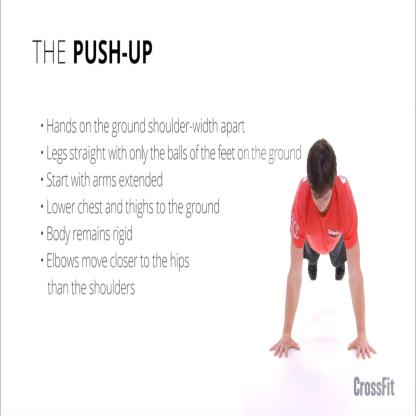 THE PUSH-UP
• Hands on the ground shoulder-width apart
• Legs straight with only the balls of the feet on the ground
• Start with arms extended
• Lower chest and thighs to the ground
• Body remains rigid
• Elbows move closer to the hips
than the shoulders
CrossFit